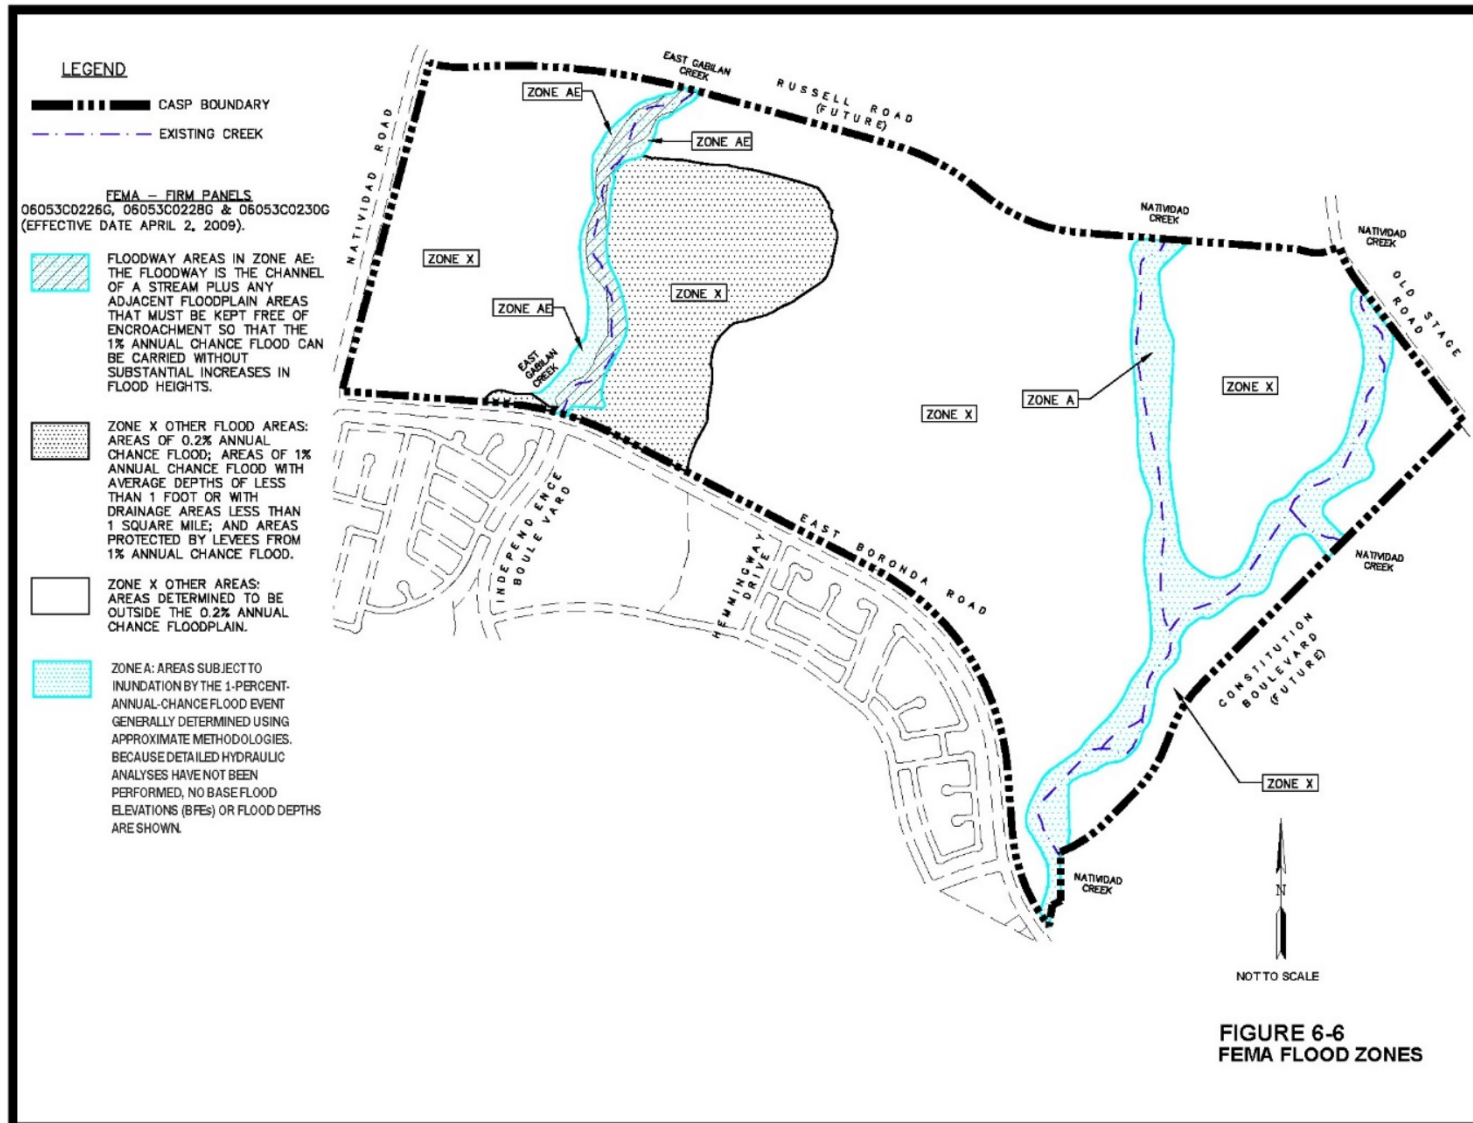 LEGEND
CASP BOUNDARY
EXISTING CREEK
FEMA – FIRM PANELS
06053C0226G, 06053C0228G & 06053C0230G
(EFFECTIVE DATE APRIL 2, 2009).
FLOODWAY AREAS IN ZONE AE:
THE FLOODWAY IS THE CHANNEL
OF A STREAM PLUS ANY
ADJACENT FLOODPLAIN AREAS
THAT MUST BE KEPT FREE OF
ENCROACHMENT SO THAT THE
1% ANNUAL CHANCE FLOOD CAN
BE CARRIED WITHOUT
SUBSTANTIAL INCREASES IN
FLOOD HEIGHTS.
ZONE X OTHER FLOOD AREAS:
AREAS OF 0.2% ANNUAL
CHANCE FLOOD; AREAS OF 1%
ANNUAL CHANCE FLOOD WITH
AVERAGE DEPTHS OF LESS
THAN 1 FOOT OR WITH
DRAINAGE AREAS LESS THAN
1 SQUARE MILE; AND AREAS
PROTECTED BY LEVEES FROM
1% ANNUAL CHANCE FLOOD.
ZONE X OTHER AREAS:
AREAS DETERMINED TO BE
OUTSIDE THE 0.2% ANNUAL
CHANCE FLOODPLAIN.
ZONE A: AREAS SUBJECT TO
INUNDATION BY THE 1-PERCENT-
ANNUAL-CHANCE FLOOD EVENT
GENERALLY DETERMINED USING
APPROXIMATE METHODOLOGIES.
BECAUSE DETAILED HYDRAULIC
ANALYSES HAVE NOT BEEN
PERFORMED, NO BASE FLOOD
ELEVATIONS (BFEs) OR FLOOD DEPTHS
ARE SHOWN.
NATIVIDAD ROAD
EAST GABILAN
CREEK
RUSSELL ROAD
(FUTURE)
ZONE AE
ZONE AE
ZONE X
ZONE X
ZONE AE
EAST
GABILAN
CREEK
NATIVIDAD
CREEK
NATIVIDAD
CREEK
OLD STAGE
ROAD
ZONE X
ZONE A
ZONE X
INDEPENDENCE
BOULEVARD
HEMMINGWAY
DRIVE
EAST BORONDA ROAD
NATIVIDAD
CREEK
CONSTITUTION
BOULEVARD
(FUTURE)
ZONE X
NATIVIDAD
CREEK
N
NOT TO SCALE
FIGURE 6-6
FEMA FLOOD ZONES